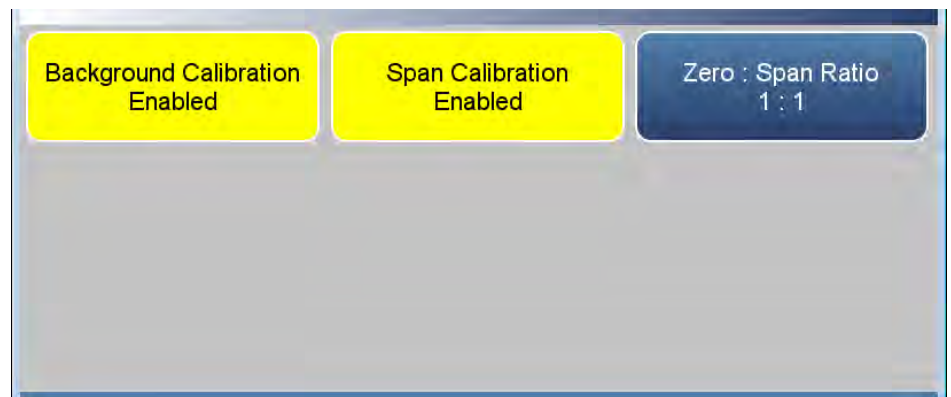 Background Calibration
Enabled
Span Calibration
Enabled
Zero : Span Ratio
1 : 1